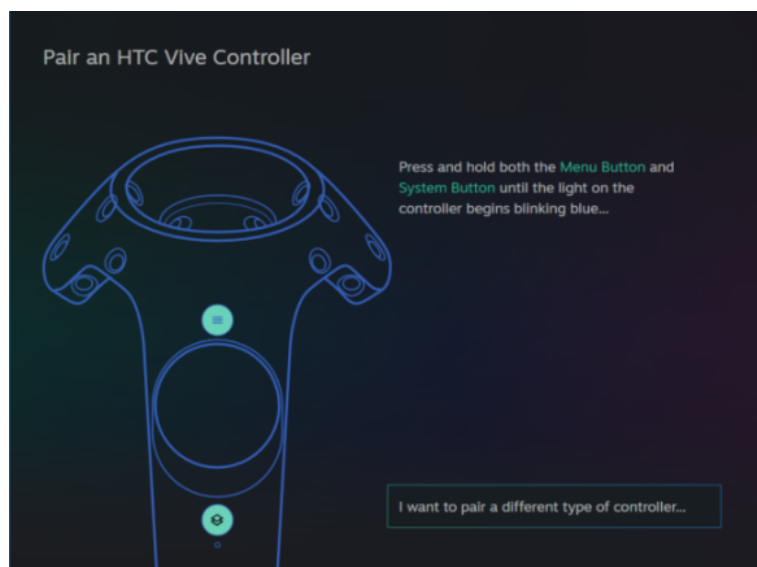 Pair an HTC Vive Controller
Press and hold both the Menu Button and
System Button until the light on the
controller begins blinking blue...
I want to pair a different type of controller...